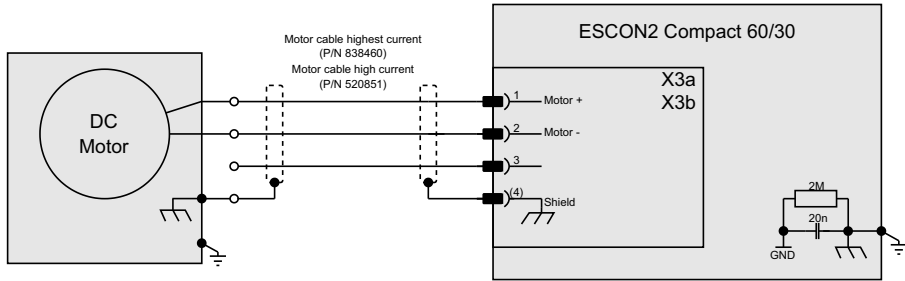 ESCON2 Compact 60/30
Motor cable highest current
(P/N 838460)
Motor cable high current
(P/N 520851)
X3a
X3b
DC
Motor
1
Motor +
2
Motor -
3
(4)
Shield
2M
20n
GND